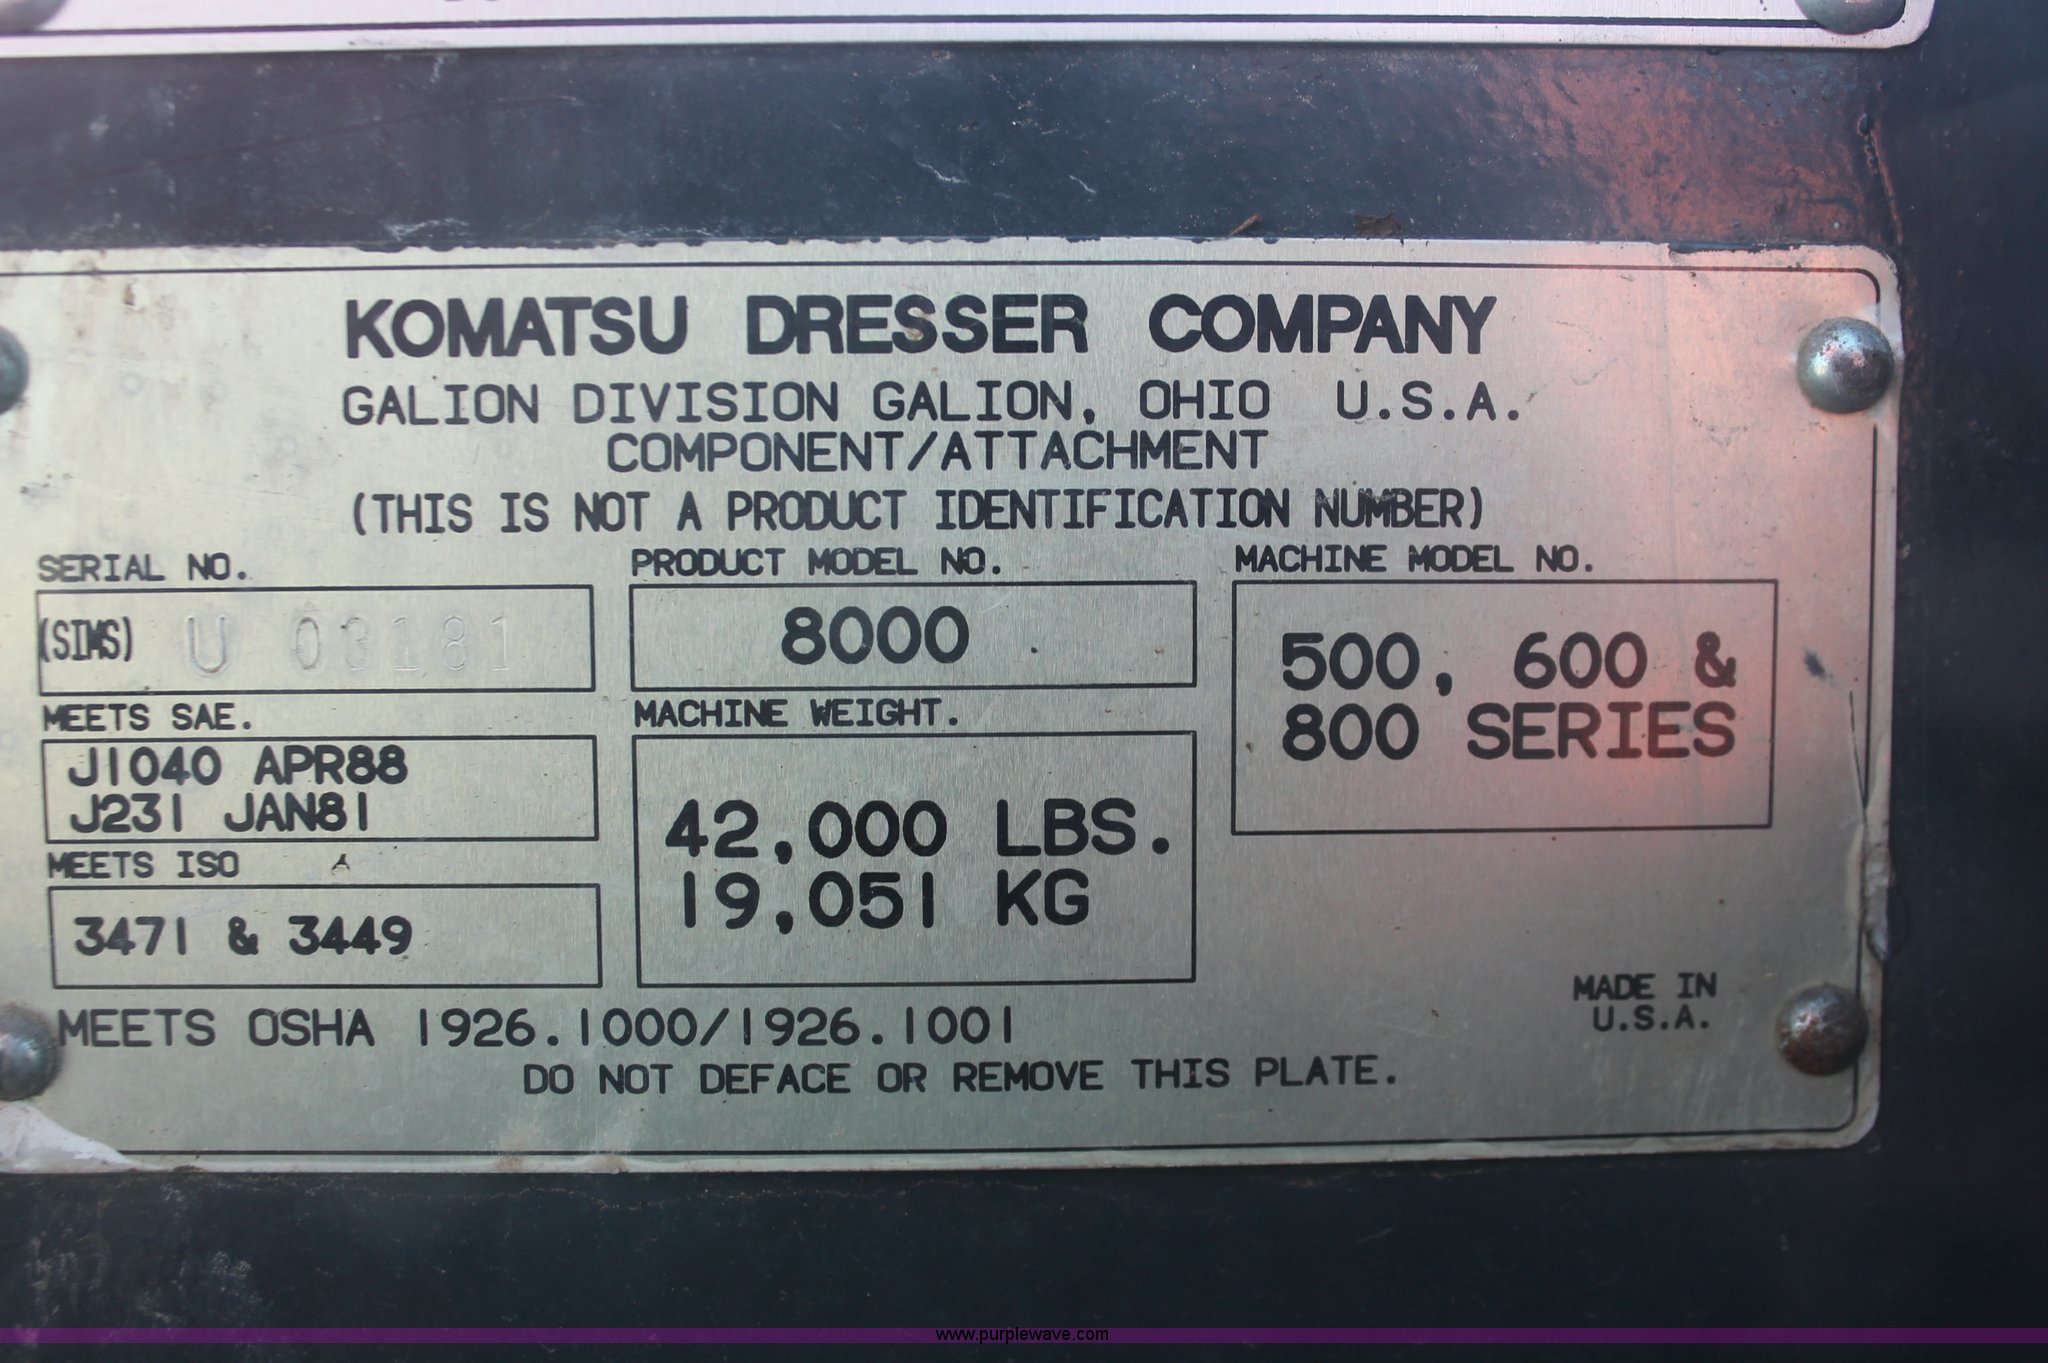 KOMATSU DRESSER COMPANY
GALION DIVISION GALION, OHIO U.S.A.
COMPONENT/ATTACHMENT
(THIS IS NOT A PRODUCT IDENTIFICATION NUMBER)
SERIAL NO. PRODUCT MODEL NO. MACHINE MODEL NO.
(SIMS) U 03181
8000
500, 600 &
800 SERIES
MEETS SAE.
J1040 APR88
J231 JAN81
MACHINE WEIGHT.
42,000 LBS.
19,051 KG
MEETS ISO
3471 & 3449
MADE IN
U.S.A.
MEETS OSHA 1926.1000/1926.1001
DO NOT DEFACE OR REMOVE THIS PLATE.
www.purplewave.com